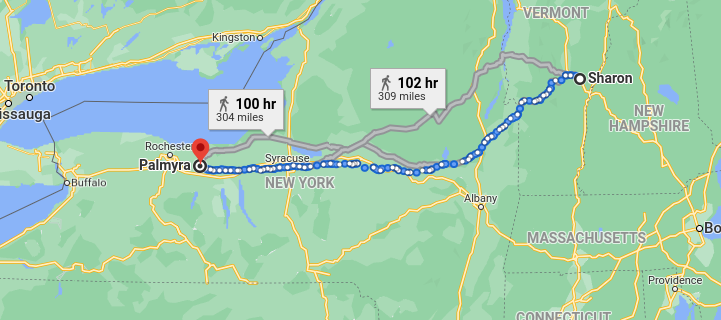 VERMONT
Kingston
Toronto
issauga
100 hr
304 miles
102 hr
309 miles
Sharon
NEW
HAMPSHIRE
Rocheste
Palmyra
Syracuse
Buffalo
NEW YORK
Albany
MASSACHUSETTS
Bo
Providence
CONNECTICUT